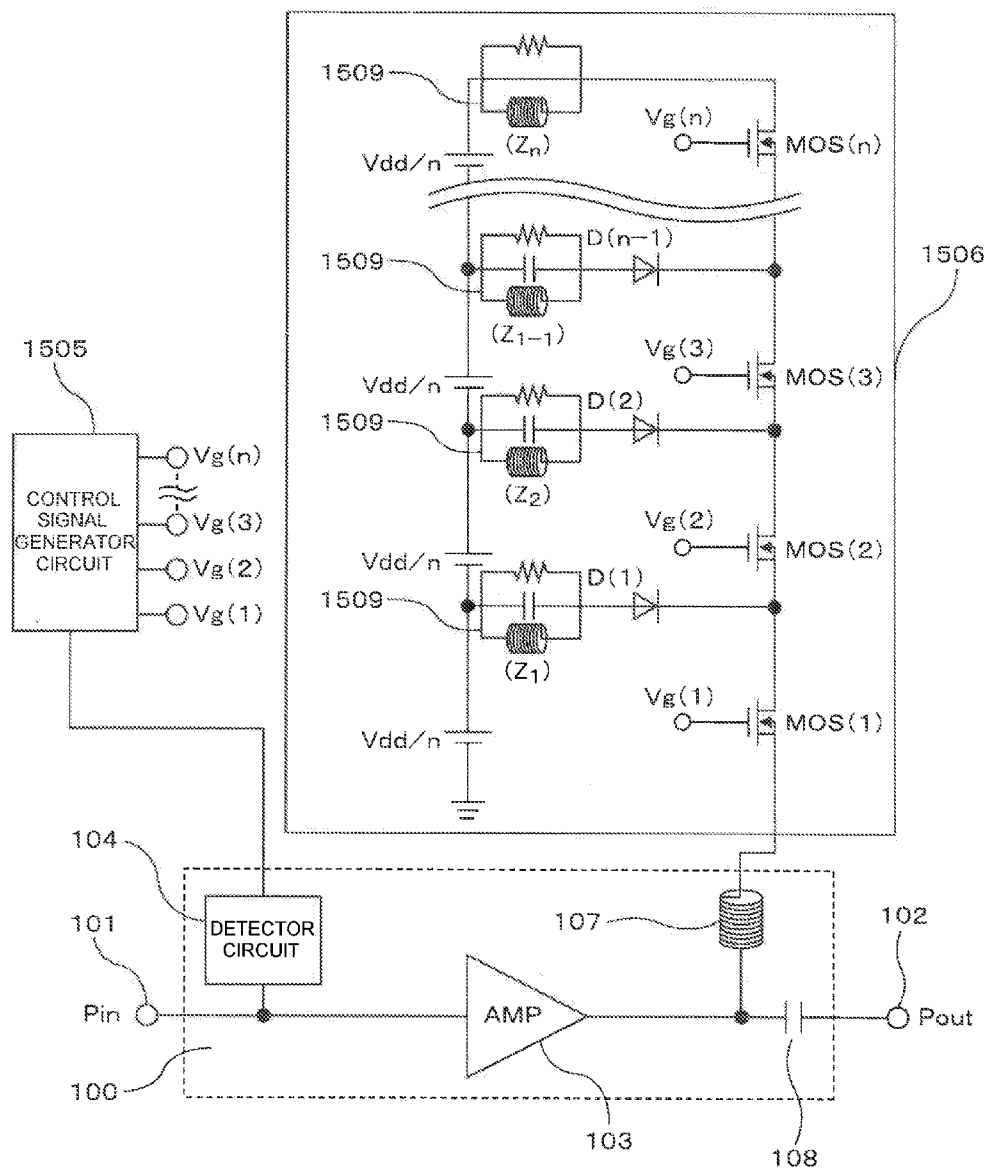 1509
(Zn)
Vg(n)
MOS(n)
Vdd/n
D(n-1)
1509
(Z1-1)
1506
Vg(3)
MOS(3)
Vdd/n
D(2)
1509
(Z2)
1505
CONTROL
SIGNAL
GENERATOR
CIRCUIT
Vg(n)
Vg(3)
Vg(2)
Vg(1)
Vg(2)
MOS(2)
Vdd/n
D(1)
1509
(Z1)
Vg(1)
MOS(1)
Vdd/n
104
DETECTOR
CIRCUIT
101
Pin
100
AMP
103
107
108
102
Pout